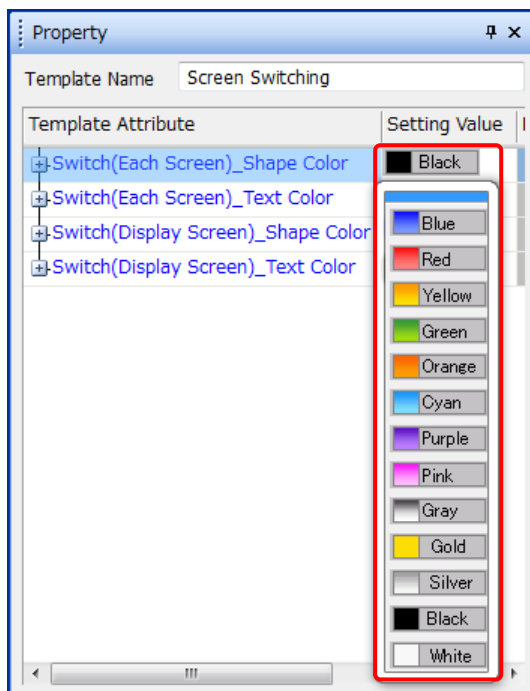 Property
Template Name Screen Switching
Template Attribute Setting Value
Switch(Each Screen)_Shape Color Black
Switch(Each Screen)_Text Color
Switch(Display Screen)_Shape Color
Switch(Display Screen)_Text Color
Blue
Red
Yellow
Green
Orange
Cyan
Purple
Pink
Gray
Gold
Silver
Black
White